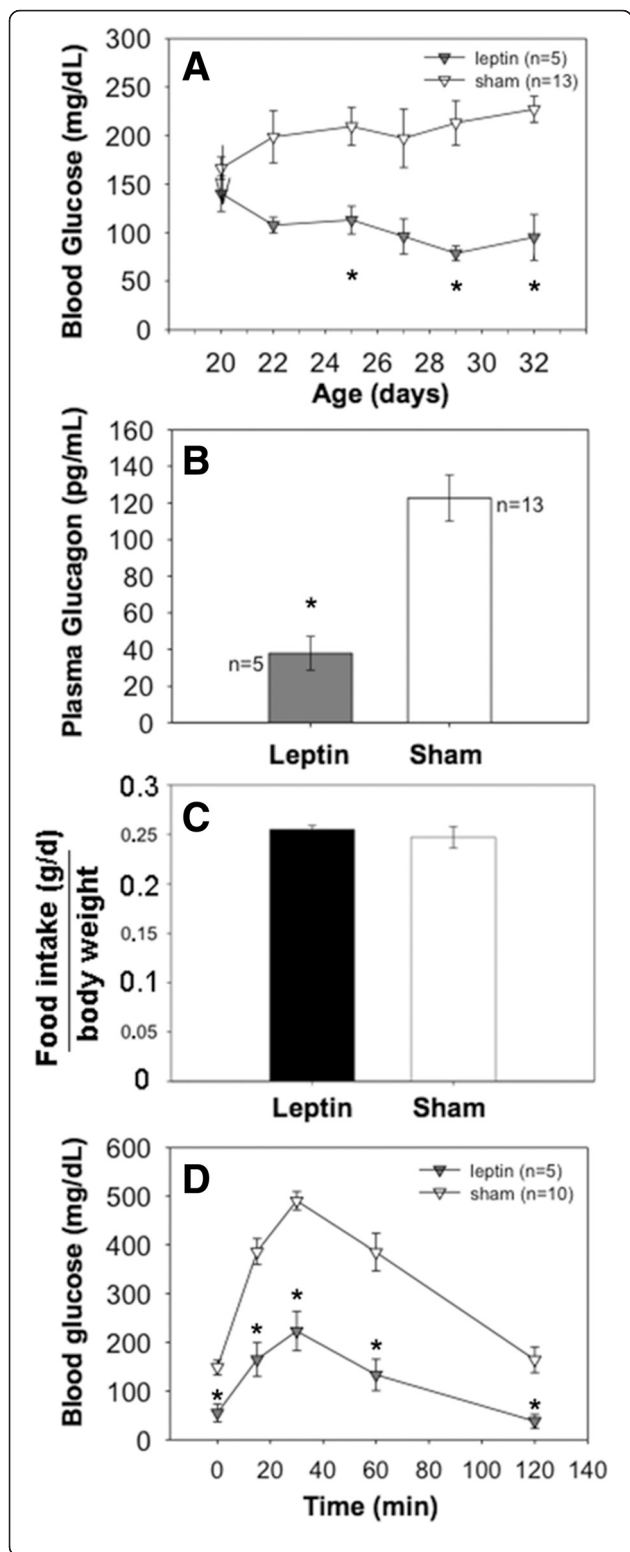 A
Blood Glucose (mg/dL)
300
250
200
150
100
50
0
leptin (n=5)
sham (n=13)
*
*
*
20 22 24 26 28 30 32
Age (days)
B
Plasma Glucagon (pg/mL)
160
140
120
100
80
60
40
20
0
n=13
*
n=5
Leptin Sham
C
Food intake (g/d)
body weight
0.3
0.25
0.2
0.15
0.1
0.05
0
Leptin Sham
D
Blood glucose (mg/dL)
600
500
400
300
200
100
0
leptin (n=5)
sham (n=10)
*
*
*
*
*
0 20 40 60 80 100 120 140
Time (min)